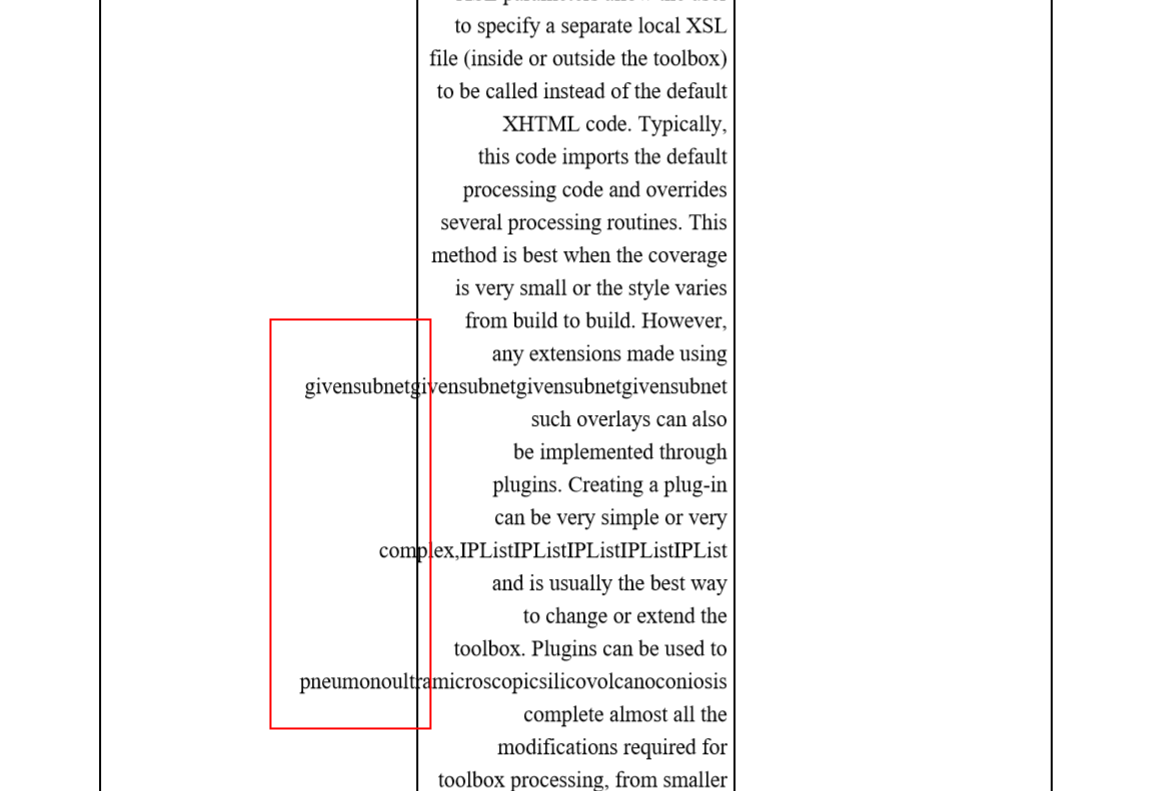 to specify a separate local XSL
file (inside or outside the toolbox)
to be called instead of the default
XHTML code. Typically,
this code imports the default
processing code and overrides
several processing routines. This
method is best when the coverage
is very small or the style varies
from build to build. However,
any extensions made using
givensubnetgivensubnetgivensubnetgivensubnet
such overlays can also
be implemented through
plugins. Creating a plug-in
can be very simple or very
complex,IPListIPListIPListIPListIPList
and is usually the best way
to change or extend the
toolbox. Plugins can be used to
pneumonoultramicroscopicsilicovolcanoconiosis
complete almost all the
modifications required for
toolbox processing, from smaller